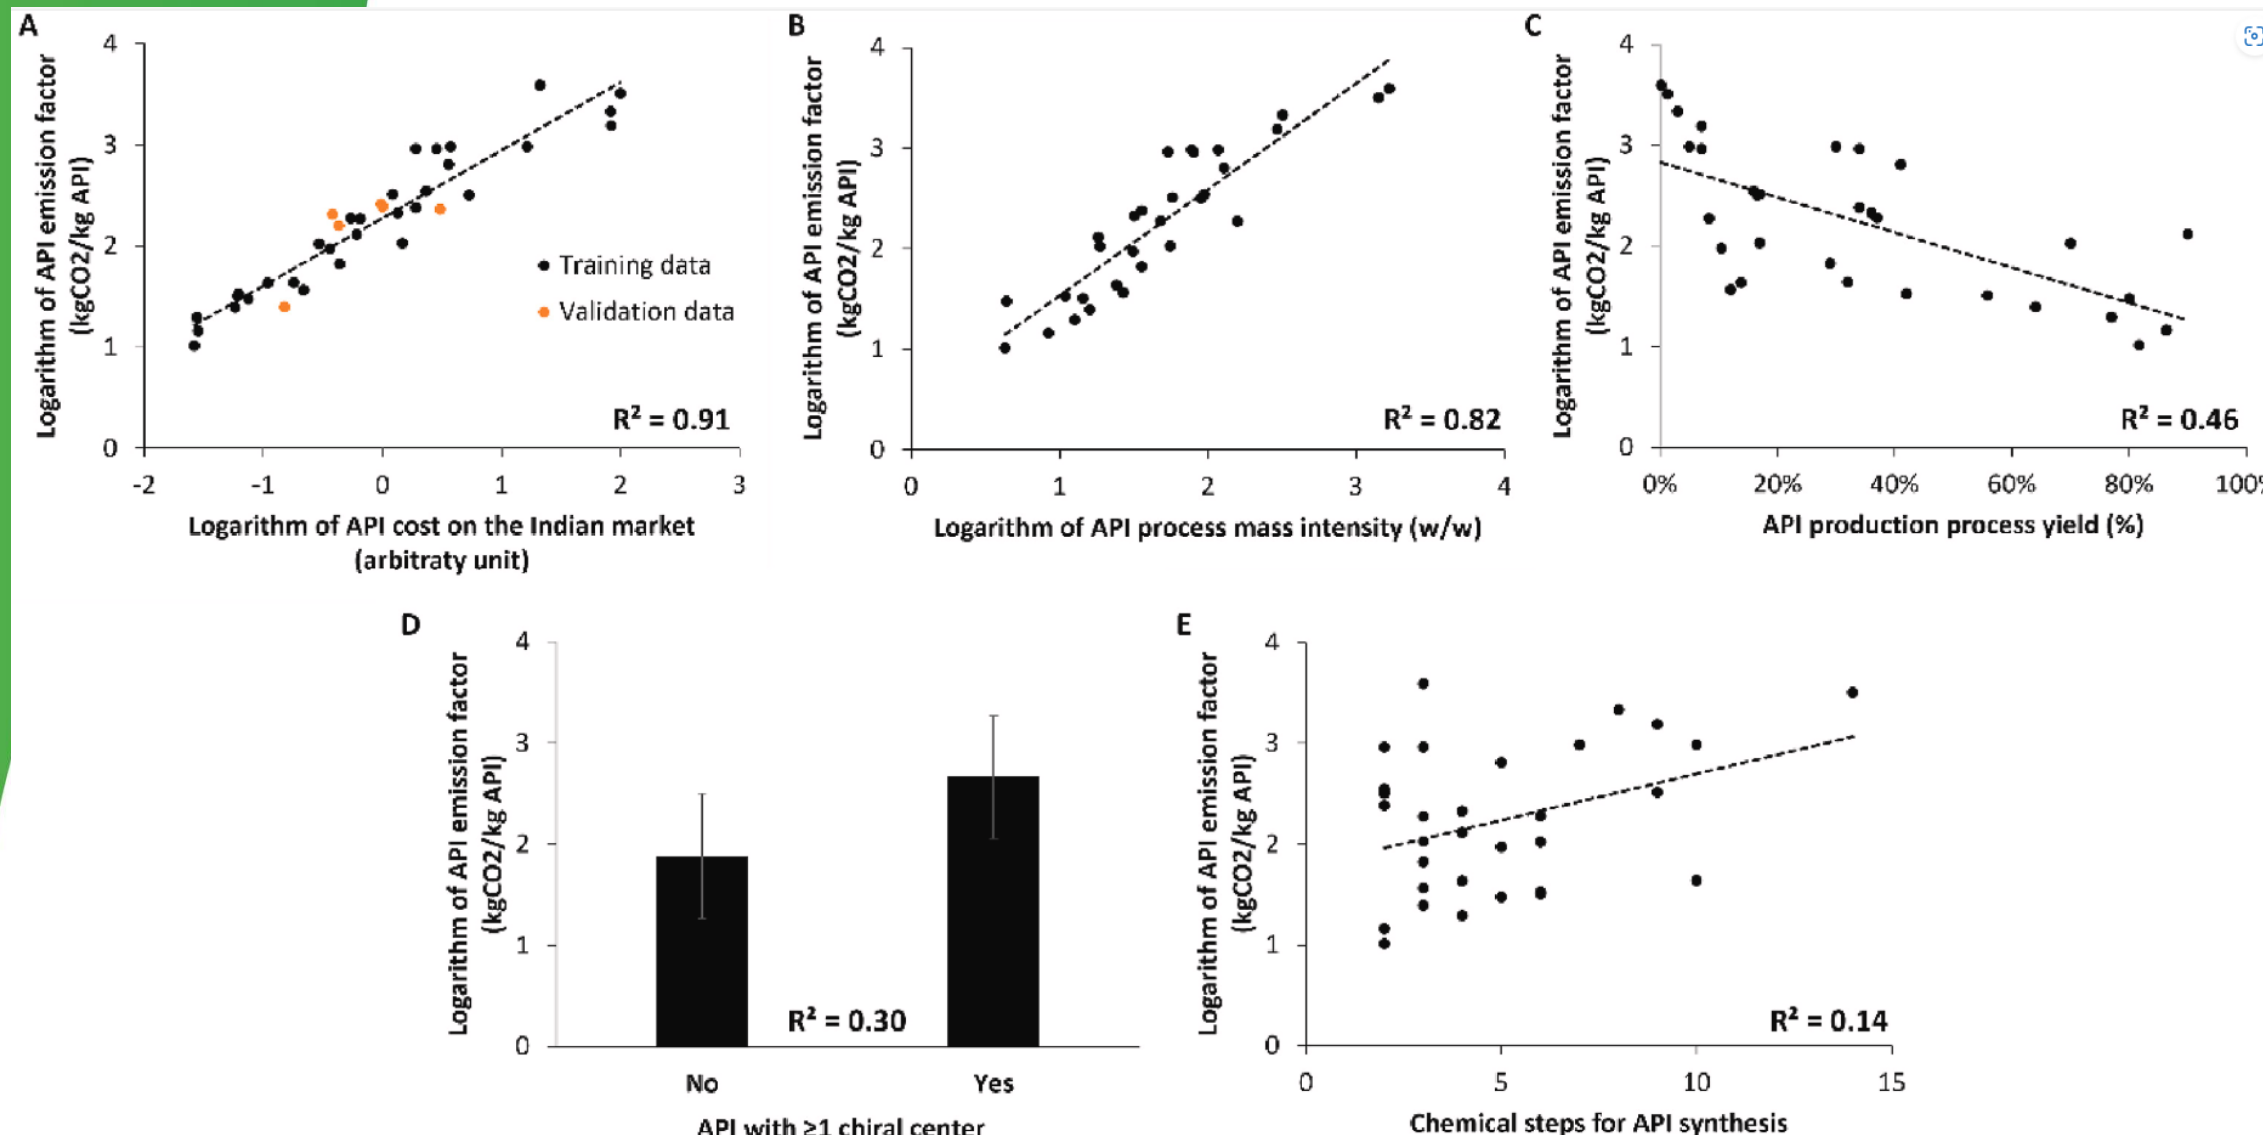 A
Logarithm of API emission factor
(kgCO2/kg API)
4
3
2
1
0
-2 -1 0 1 2 3
Training data
Validation data
R² = 0.91
Logarithm of API cost on the Indian market
(arbitraty unit)
B
Logarithm of API emission factor
(kgCO2/kg API)
4
3
2
1
0
0 1 2 3 4
R² = 0.82
Logarithm of API process mass intensity (w/w)
C
Logarithm of API emission factor
(kgCO2/kg API)
4
3
2
1
0
0% 20% 40% 60% 80% 100%
R² = 0.46
API production process yield (%)
D
Logarithm of API emission factor
(kgCO2/kg API)
4
3
2
1
0
R² = 0.30
No Yes
API with ≥1 chiral center
E
Logarithm of API emission factor
(kgCO2/kg API)
4
3
2
1
0
0 5 10 15
R² = 0.14
Chemical steps for API synthesis